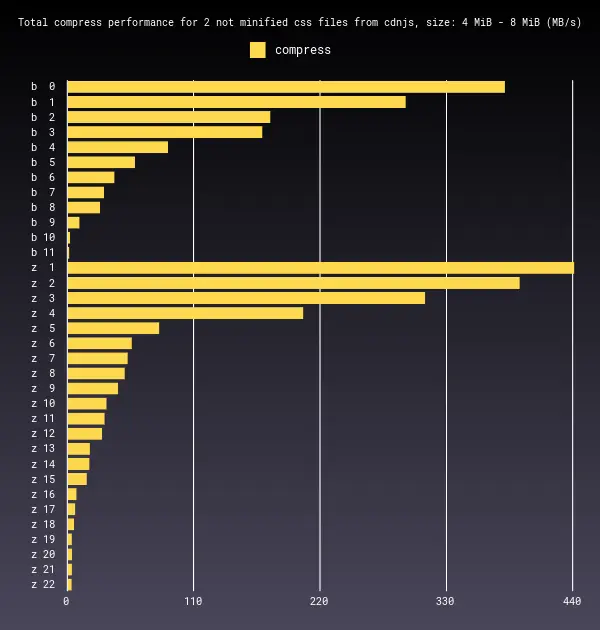 Total compress performance for 2 not minified css files from cdnjs, size: 4 MiB - 8 MiB (MB/s)
compress
b 0
b 1
b 2
b 3
b 4
b 5
b 6
b 7
b 8
b 9
b 10
b 11
z 1
z 2
z 3
z 4
z 5
z 6
z 7
z 8
z 9
z 10
z 11
z 12
z 13
z 14
z 15
z 16
z 17
z 18
z 19
z 20
z 21
z 22
0 110 220 330 440